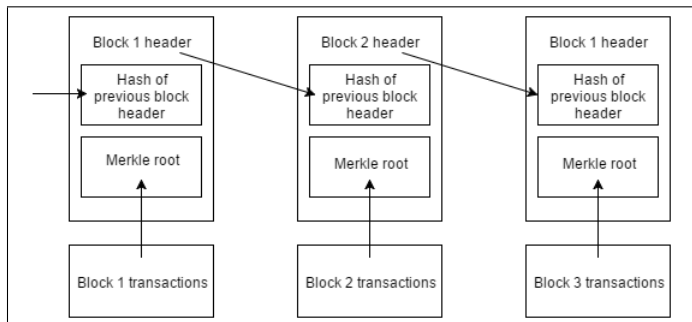 Block 1 header
Block 2 header
Block 1 header
Hash of
previous block
header
Hash of
previous block
header
Hash of
previous block
header
Merkle root
Merkle root
Merkle root
Block 1 transactions
Block 2 transactions
Block 3 transactions